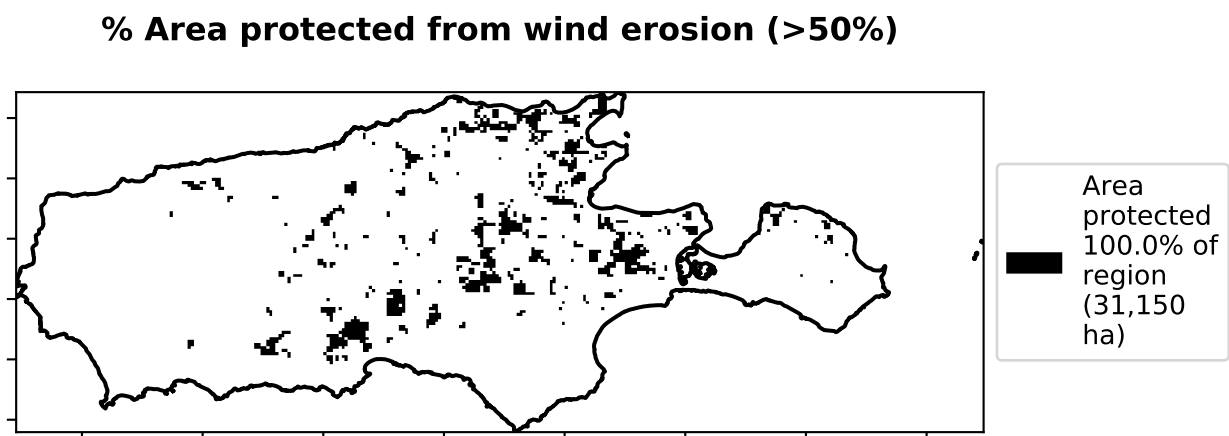 % Area protected from wind erosion (>50%)
Area
protected
100.0% of
region
(31,150
ha)